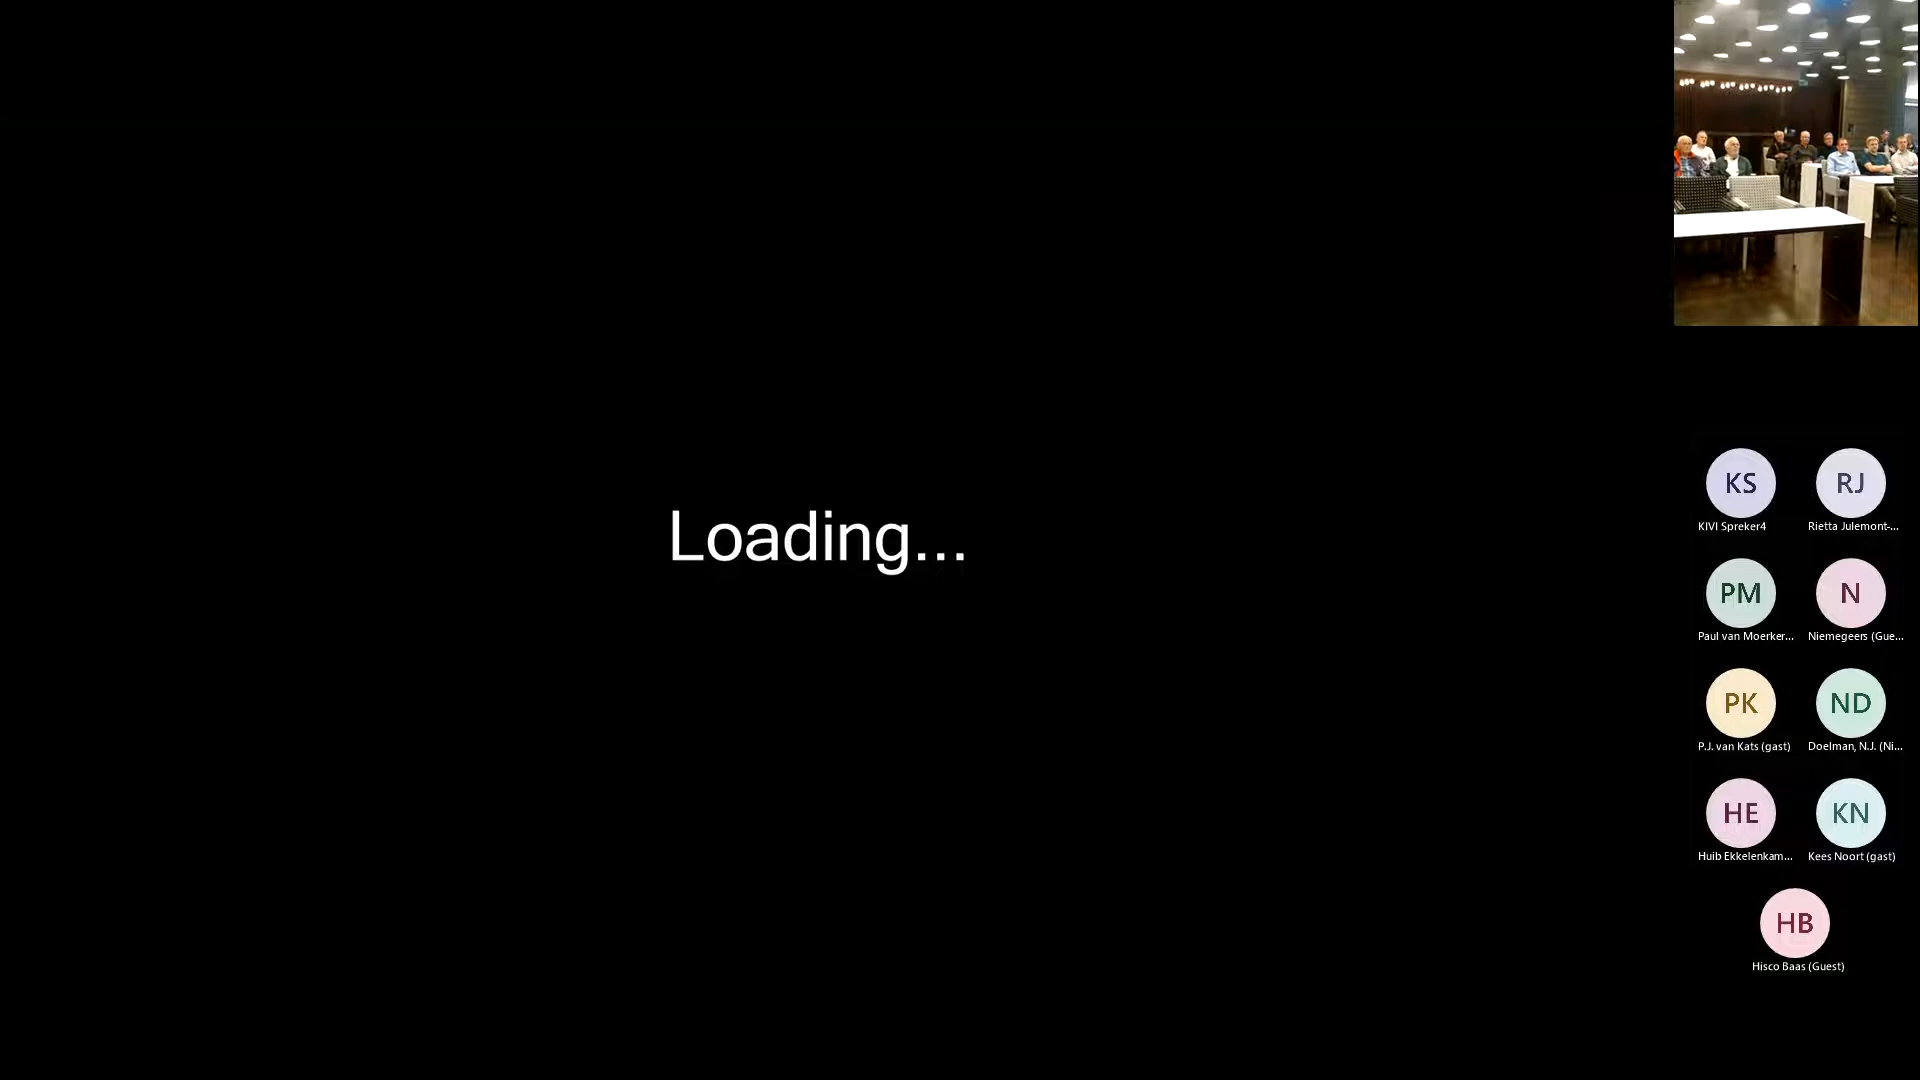 Loading...
KS
RJ
KIVI Spreker4
Rietta Julemont-...
PM
N
Paul van Moerker...
Niemegeers (Gue...
PK
ND
P.J. van Kats (gast)
Doelman, N.J. (Ni...
HE
KN
Huib Ekkelenkam...
Kees Noort (gast)
HB
Hisco Baas (Guest)